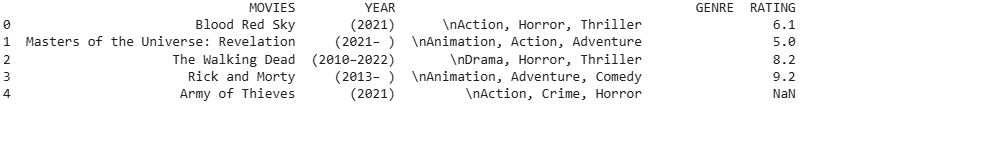 MOVIES YEAR GENRE RATING
0 Blood Red Sky (2021) \nAction, Horror, Thriller 6.1
1 Masters of the Universe: Revelation (2021– ) \nAnimation, Action, Adventure 5.0
2 The Walking Dead (2010–2022) \nDrama, Horror, Thriller 8.2
3 Rick and Morty (2013– ) \nAnimation, Adventure, Comedy 9.2
4 Army of Thieves (2021) \nAction, Crime, Horror NaN